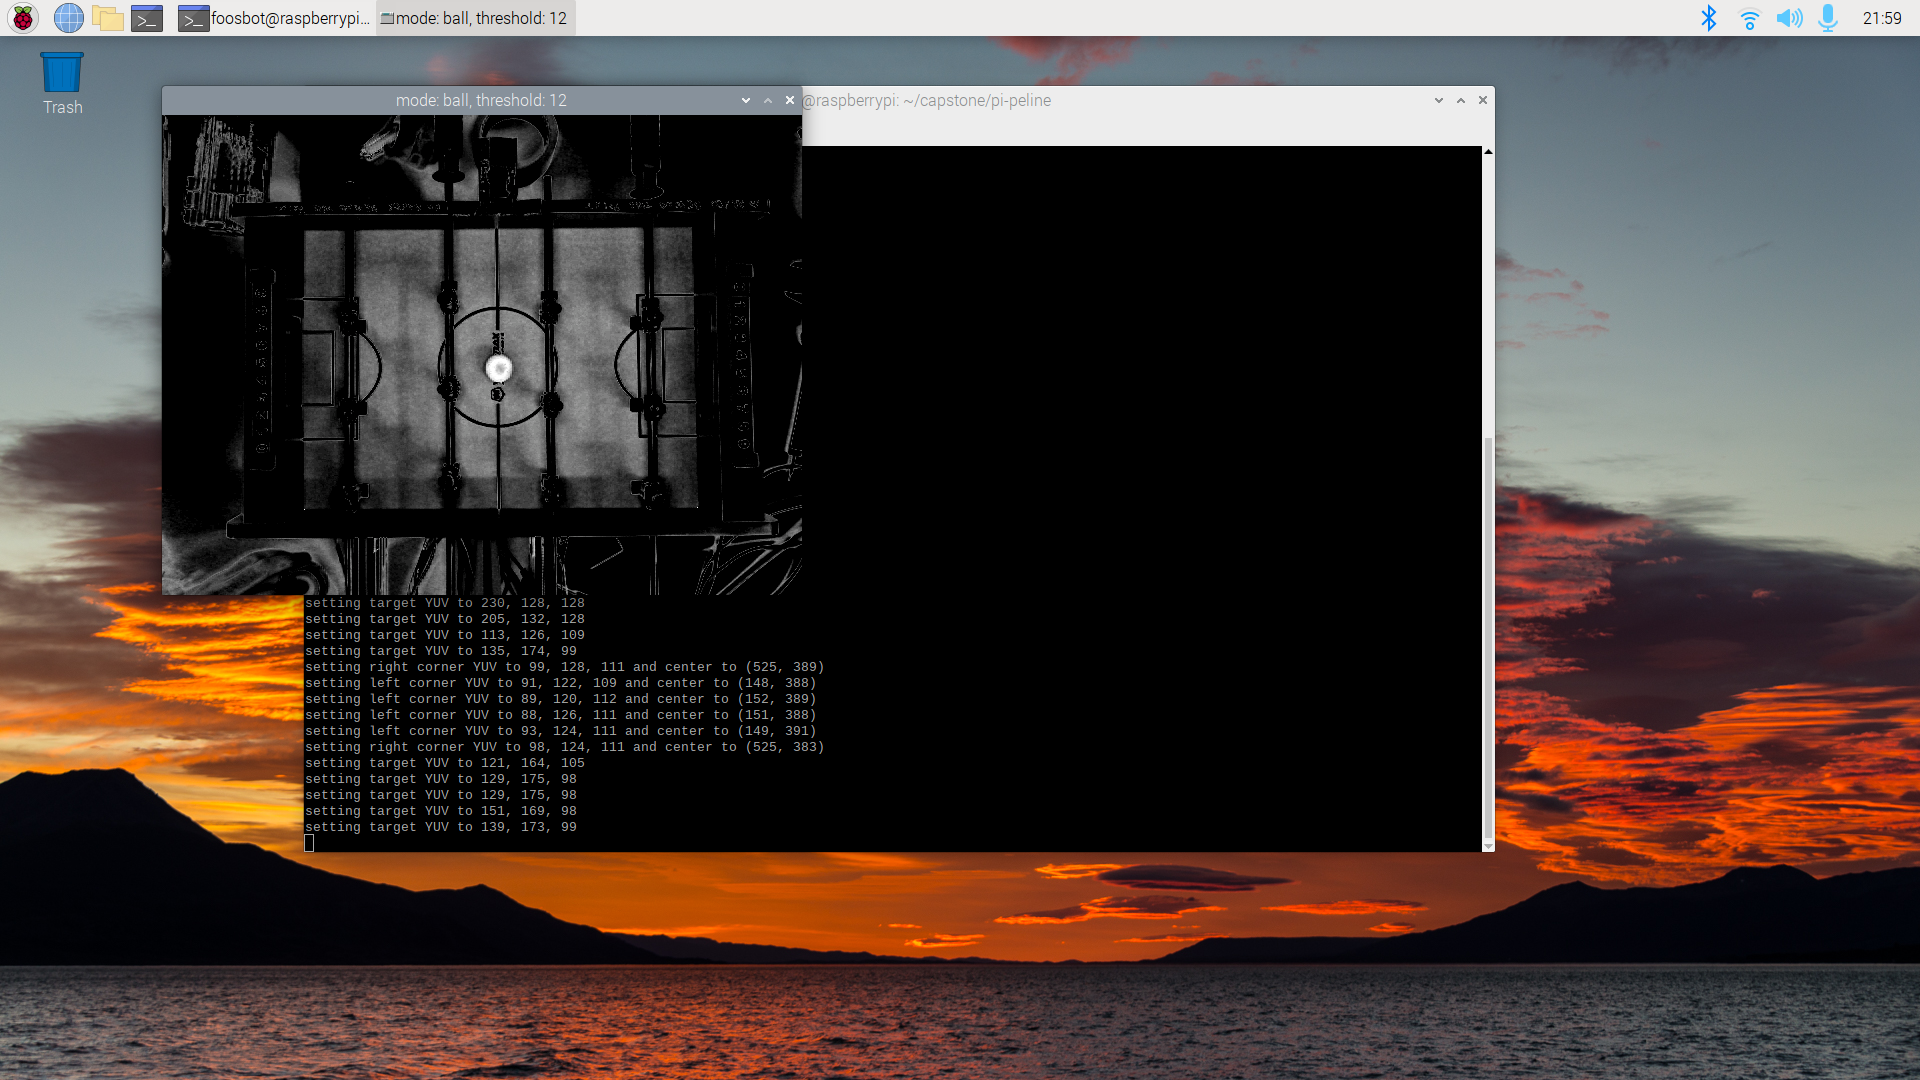 foosbot@raspberrypi...
mode: ball, threshold: 12
21:59
Trash
mode: ball, threshold: 12
@raspberrypi: ~/capstone/pi-peline
setting target YUV to 230, 128, 128
setting target YUV to 205, 132, 128
setting target YUV to 113, 126, 109
setting target YUV to 135, 174, 99
setting right corner YUV to 99, 128, 111 and center to (525, 389)
setting left corner YUV to 91, 122, 109 and center to (148, 388)
setting left corner YUV to 89, 120, 112 and center to (152, 389)
setting left corner YUV to 88, 126, 111 and center to (151, 388)
setting left corner YUV to 93, 124, 111 and center to (149, 391)
setting right corner YUV to 98, 124, 111 and center to (525, 383)
setting target YUV to 121, 164, 105
setting target YUV to 129, 175, 98
setting target YUV to 129, 175, 98
setting target YUV to 151, 169, 98
setting target YUV to 139, 173, 99